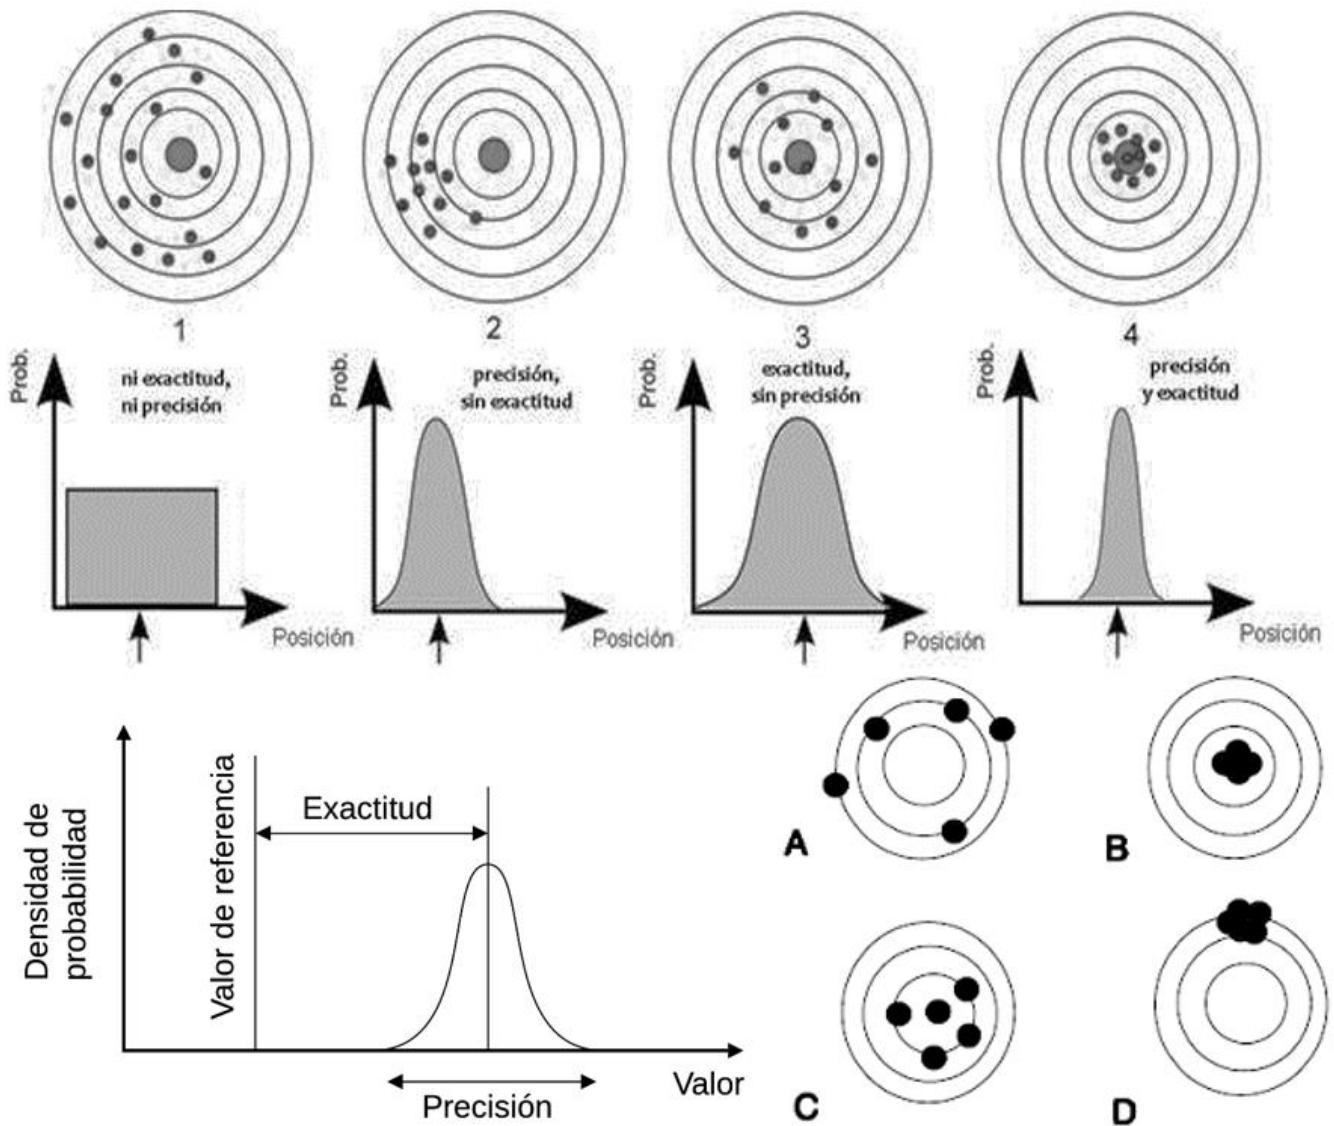 1
2
3
4
Prob.
ni exactitud,
ni precisión
Posición
Prob.
precisión,
sin exactitud
Posición
Prob.
exactitud,
sin precisión
Posición
Prob.
precisión
y exactitud
Posición
Densidad de
probabilidad
Valor de referencia
Exactitud
Precisión
Valor
A
B
C
D